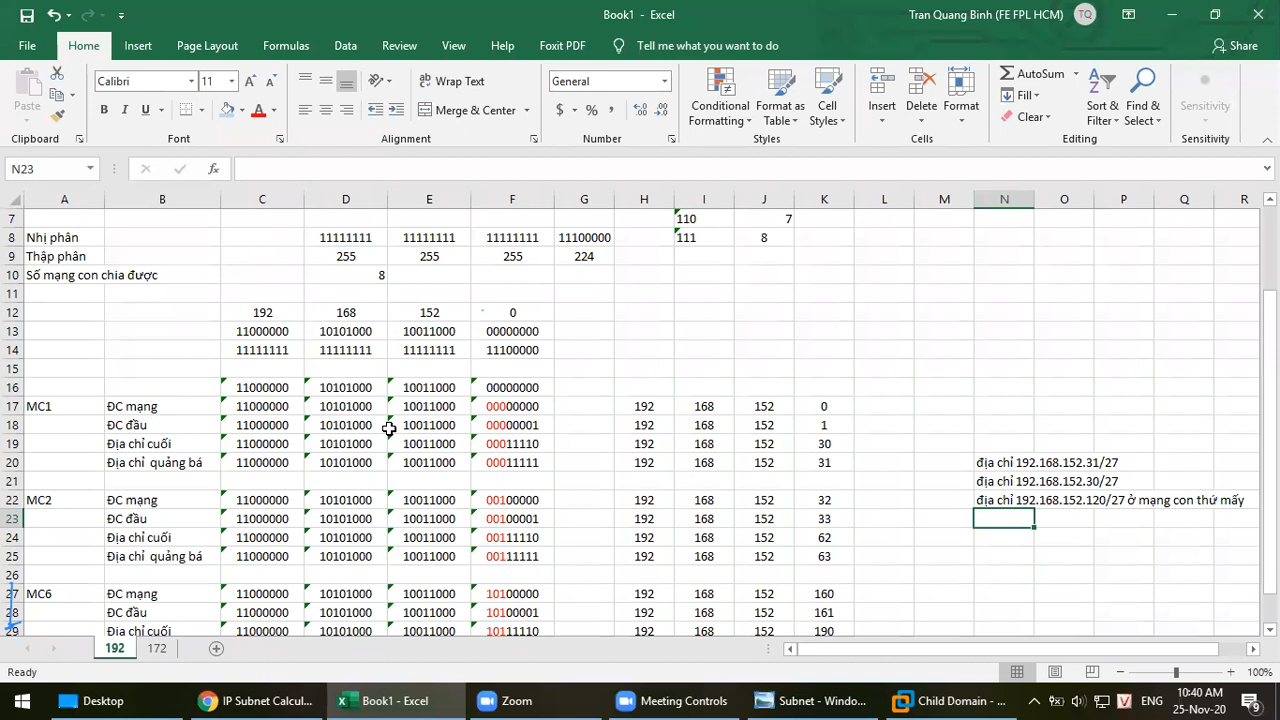 Book1 - Excel
Tran Quang Binh (FE FPL HCM) TQ
File Home Insert Page Layout Formulas Data Review View Help Foxit PDF Tell me what you want to do Share
Paste Calibri 11 A A Wrap Text General Conditional Formatting Format as Table Cell Styles Insert Delete Format AutoSum Fill Clear Sort & Filter Find & Select Sensitivity
B I U A Merge & Center $ % ,
Clipboard Font Alignment Number Styles Cells Editing Sensitivity
N23 fx
A B C D E F G H I J K L M N O P Q R
7 110 7
8 Nhị phân 11111111 11111111 11111111 11100000 111 8
9 Thập phân 255 255 255 224
10 Số mạng con chia được 8
11
12 192 168 152 0
13 11000000 10101000 10011000 00000000
14 11111111 11111111 11111111 11100000
15
16 11000000 10101000 10011000 00000000
17 MC1 ĐC mạng 11000000 10101000 10011000 00000000 192 168 152 0
18 ĐC đầu 11000000 10101000 10011000 00000001 192 168 152 1
19 Địa chỉ cuối 11000000 10101000 10011000 00011110 192 168 152 30
20 Địa chỉ quảng bá 11000000 10101000 10011000 00011111 192 168 152 31 địa chỉ 192.168.152.31/27
21 địa chỉ 192.168.152.30/27
22 MC2 ĐC mạng 11000000 10101000 10011000 00100000 192 168 152 32 địa chỉ 192.168.152.120/27 ở mạng con thứ mấy
23 ĐC đầu 11000000 10101000 10011000 00100001 192 168 152 33
24 Địa chỉ cuối 11000000 10101000 10011000 00111110 192 168 152 62
25 Địa chỉ quảng bá 11000000 10101000 10011000 00111111 192 168 152 63
26
27 MC6 ĐC mạng 11000000 10101000 10011000 10100000 192 168 152 160
28 ĐC đầu 11000000 10101000 10011000 10100001 192 168 152 161
29 Địa chỉ cuối 11000000 10101000 10011000 10111110 192 168 152 190
192 172
Ready 100%
Desktop IP Subnet Calcul... Book1 - Excel Zoom Meeting Controls Subnet - Window... Child Domain - ... V ENG 10:40 AM
25-Nov-20 9